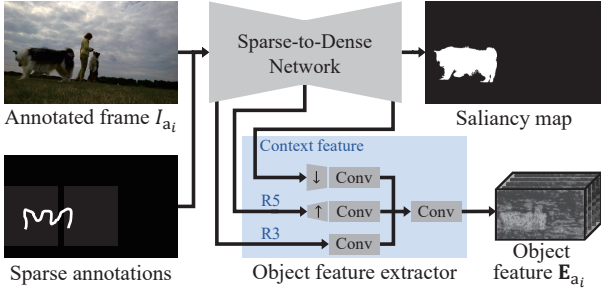 Sparse-to-Dense
Network
Annotated frame I_{a_i}
Saliancy map
Context feature
↓ Conv
R5 ↑ Conv Conv
R3 Conv
Sparse annotations
Object feature extractor
Object
feature E_{a_i}